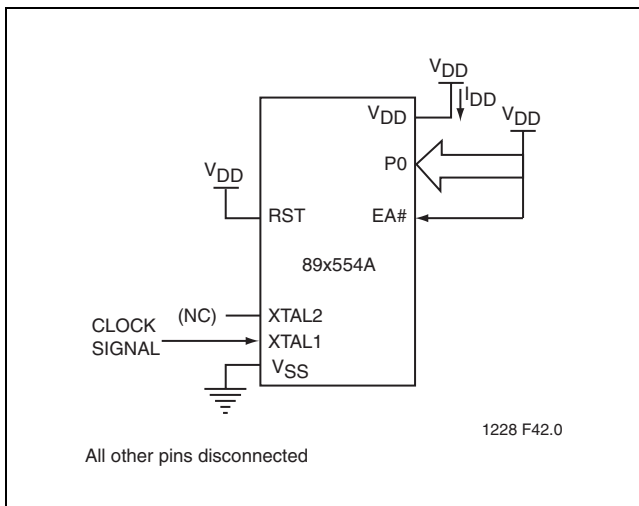 VDD
IDD
VDD
VDD
P0
VDD
RST
EA#
89x554A
(NC)
XTAL2
CLOCK
SIGNAL
XTAL1
VSS
1228 F42.0
All other pins disconnected